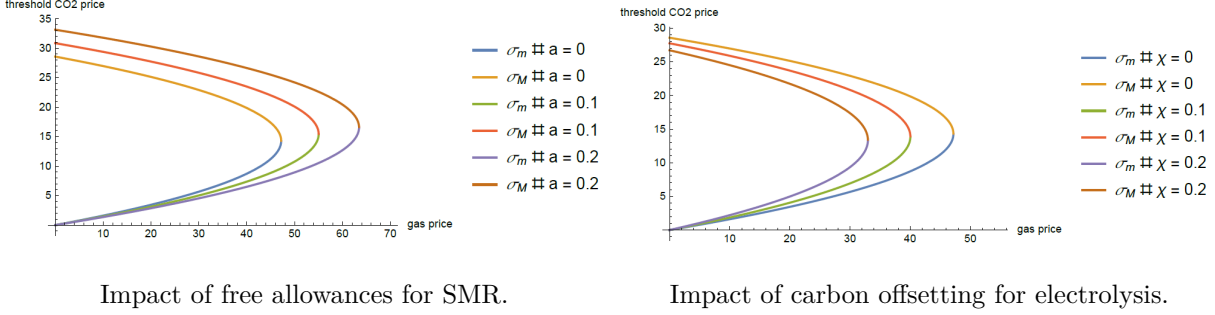 threshold CO2 price
35
30
25
20
15
10
5
10 20 30 40 50 60 70
gas price
σm ⌗ a = 0
σM ⌗ a = 0
σm ⌗ a = 0.1
σM ⌗ a = 0.1
σm ⌗ a = 0.2
σM ⌗ a = 0.2
Impact of free allowances for SMR.
threshold CO2 price
30
25
20
15
10
5
10 20 30 40 50
gas price
σm ⌗ χ = 0
σM ⌗ χ = 0
σm ⌗ χ = 0.1
σM ⌗ χ = 0.1
σm ⌗ χ = 0.2
σM ⌗ χ = 0.2
Impact of carbon offsetting for electrolysis.